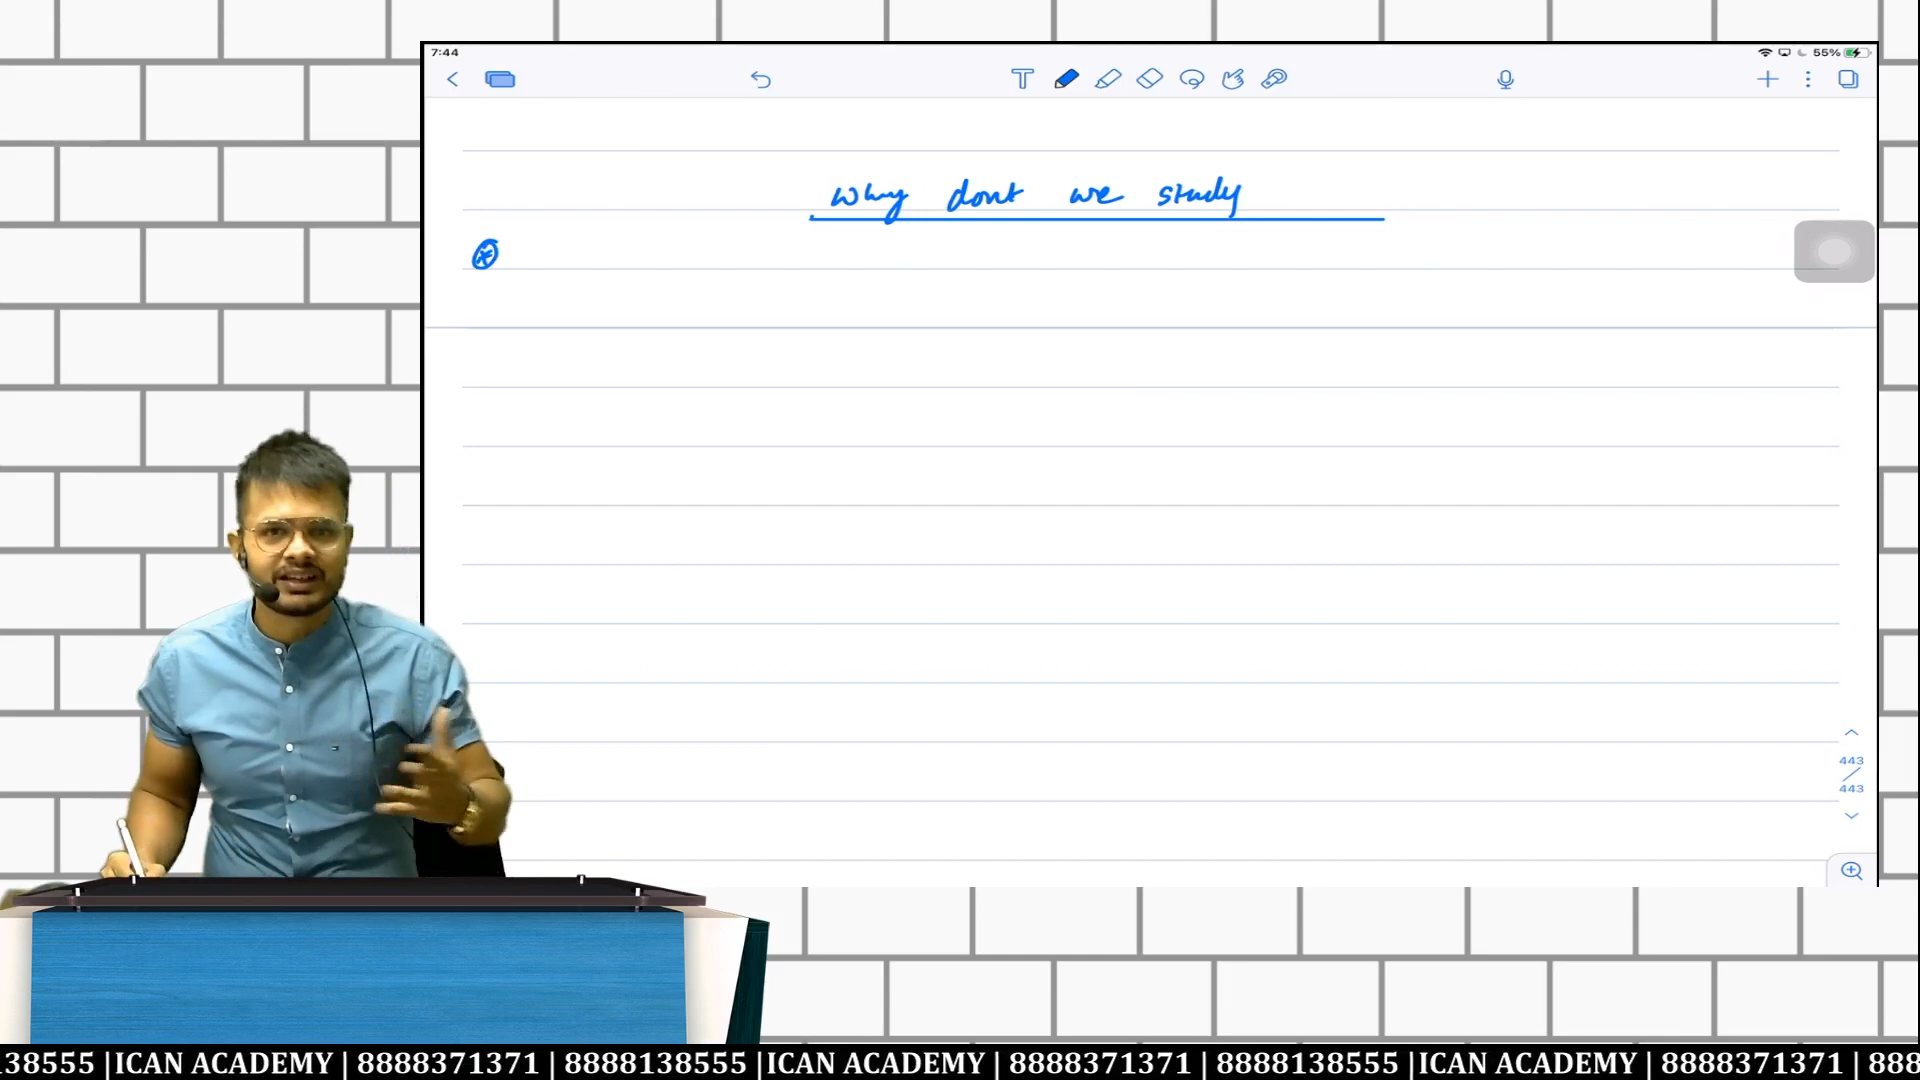 7:44
55%
T
why dont we study
443
443
38555 | ICAN ACADEMY | 8888371371 | 8888138555 | ICAN ACADEMY | 8888371371 | 8888138555 | ICAN ACADEMY | 8888371371 | 888